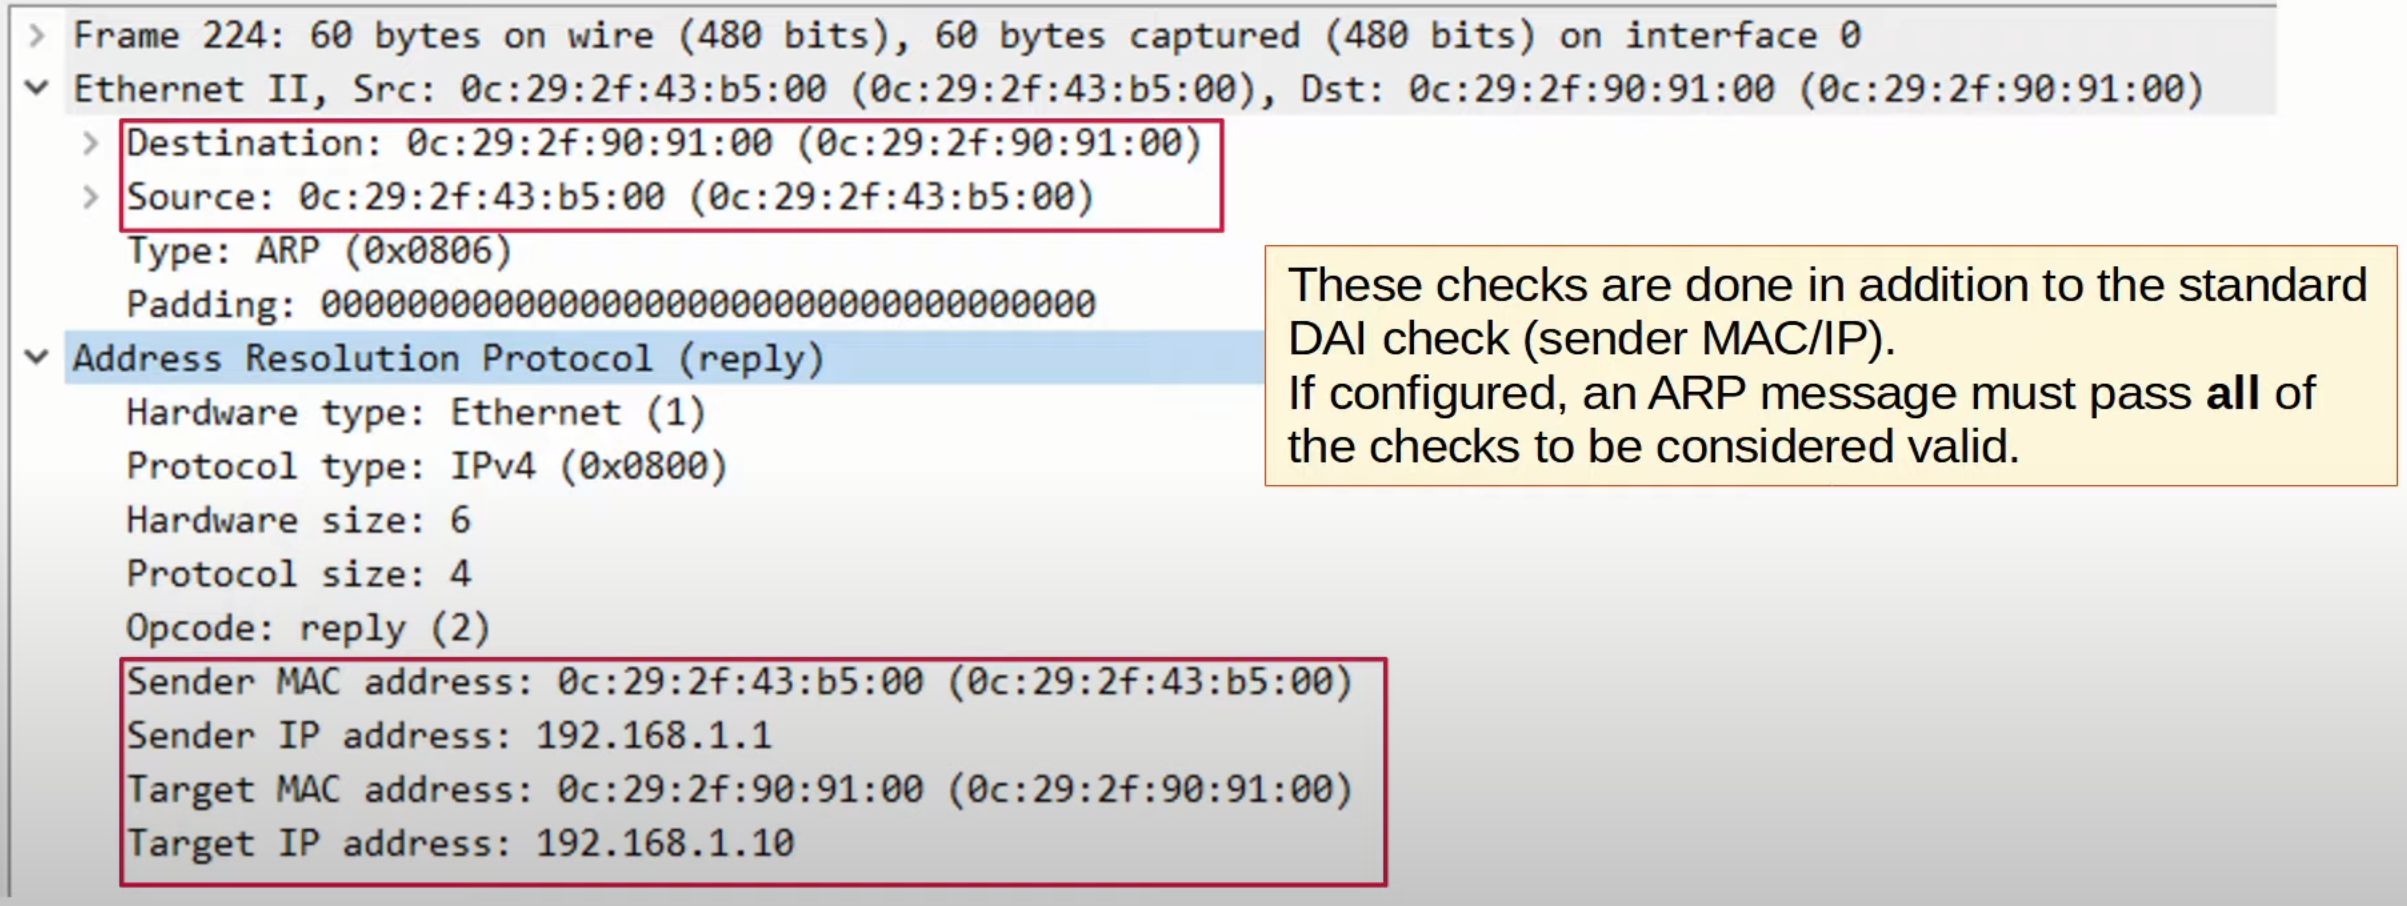 Frame 224: 60 bytes on wire (480 bits), 60 bytes captured (480 bits) on interface 0
Ethernet II, Src: 0c:29:2f:43:b5:00 (0c:29:2f:43:b5:00), Dst: 0c:29:2f:90:91:00 (0c:29:2f:90:91:00)
Destination: 0c:29:2f:90:91:00 (0c:29:2f:90:91:00)
Source: 0c:29:2f:43:b5:00 (0c:29:2f:43:b5:00)
Type: ARP (0x0806)
Padding: 000000000000000000000000000000000000
Address Resolution Protocol (reply)
Hardware type: Ethernet (1)
Protocol type: IPv4 (0x0800)
Hardware size: 6
Protocol size: 4
Opcode: reply (2)
Sender MAC address: 0c:29:2f:43:b5:00 (0c:29:2f:43:b5:00)
Sender IP address: 192.168.1.1
Target MAC address: 0c:29:2f:90:91:00 (0c:29:2f:90:91:00)
Target IP address: 192.168.1.10
These checks are done in addition to the standard
DAI check (sender MAC/IP).
If configured, an ARP message must pass all of
the checks to be considered valid.